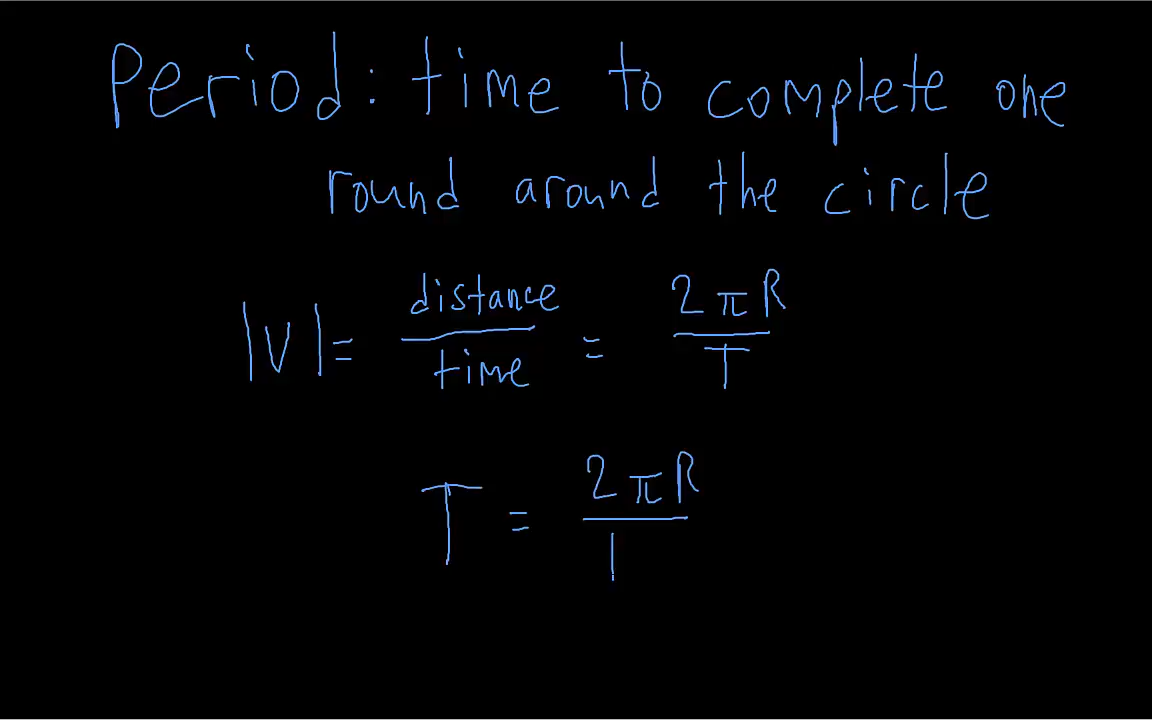 Period: time to complete one
round around the circle
|V| = distance/time = 2πR/T
T = 2πR/|